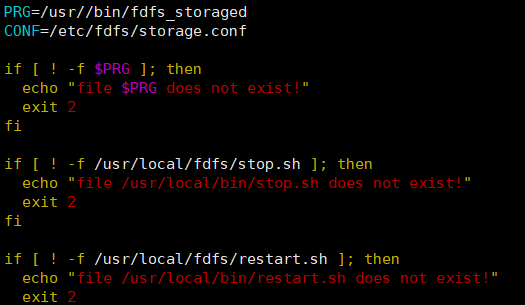 PRG=/usr//bin/fdfs_storaged
CONF=/etc/fdfs/storage.conf
if [ ! -f $PRG ]; then
echo "file $PRG does not exist!"
exit 2
fi
if [ ! -f /usr/local/fdfs/stop.sh ]; then
echo "file /usr/local/bin/stop.sh does not exist!"
exit 2
fi
if [ ! -f /usr/local/fdfs/restart.sh ]; then
echo "file /usr/local/bin/restart.sh does not exist!"
exit 2